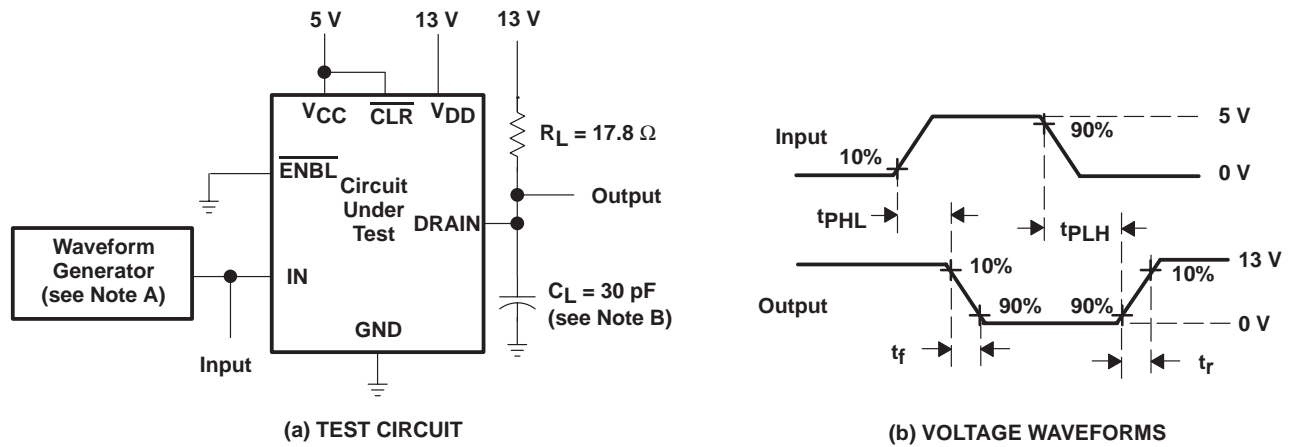 5 V
13 V
13 V
VCC
CLR
VDD
RL = 17.8 Ω
ENBL
Circuit
Under
Test
Output
DRAIN
Waveform
Generator
(see Note A)
IN
CL = 30 pF
(see Note B)
GND
Input
(a) TEST CIRCUIT
5 V
Input
90%
10%
0 V
tPHL
tPLH
13 V
10%
10%
Output
90%
90%
0 V
tf
tr
(b) VOLTAGE WAVEFORMS